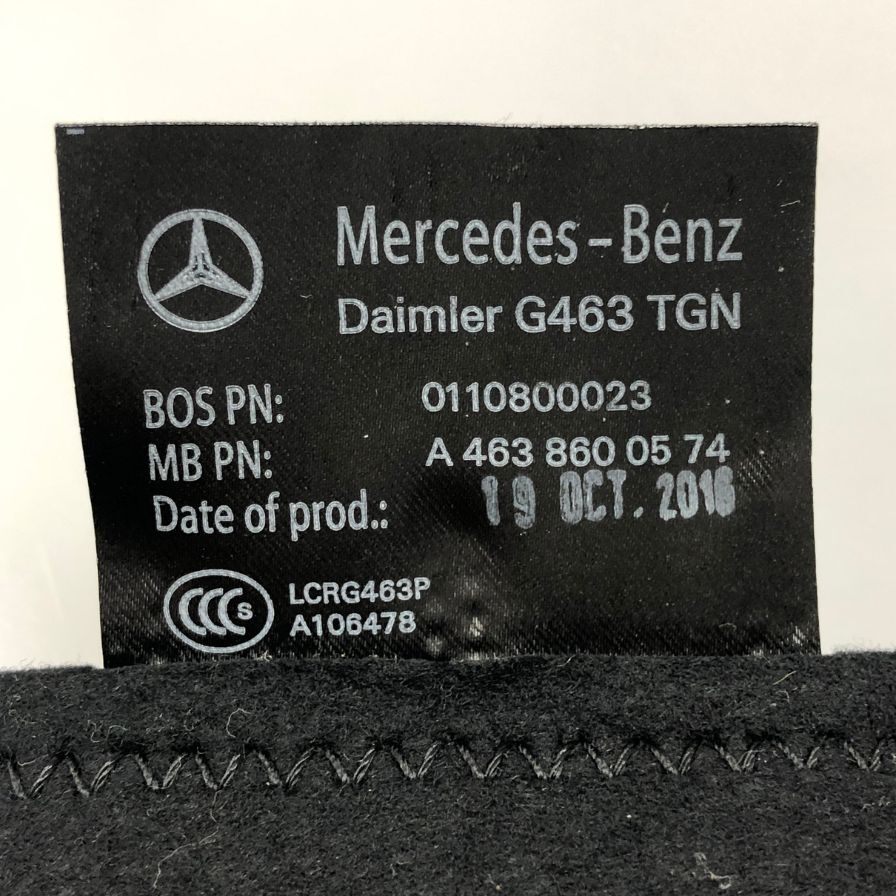 Mercedes-Benz
Daimler G463 TGN
BOS PN: 0110800023
MB PN: A 463 860 05 74
Date of prod.: 19 OCT. 2016
CCC S
LCRG463P
A106478